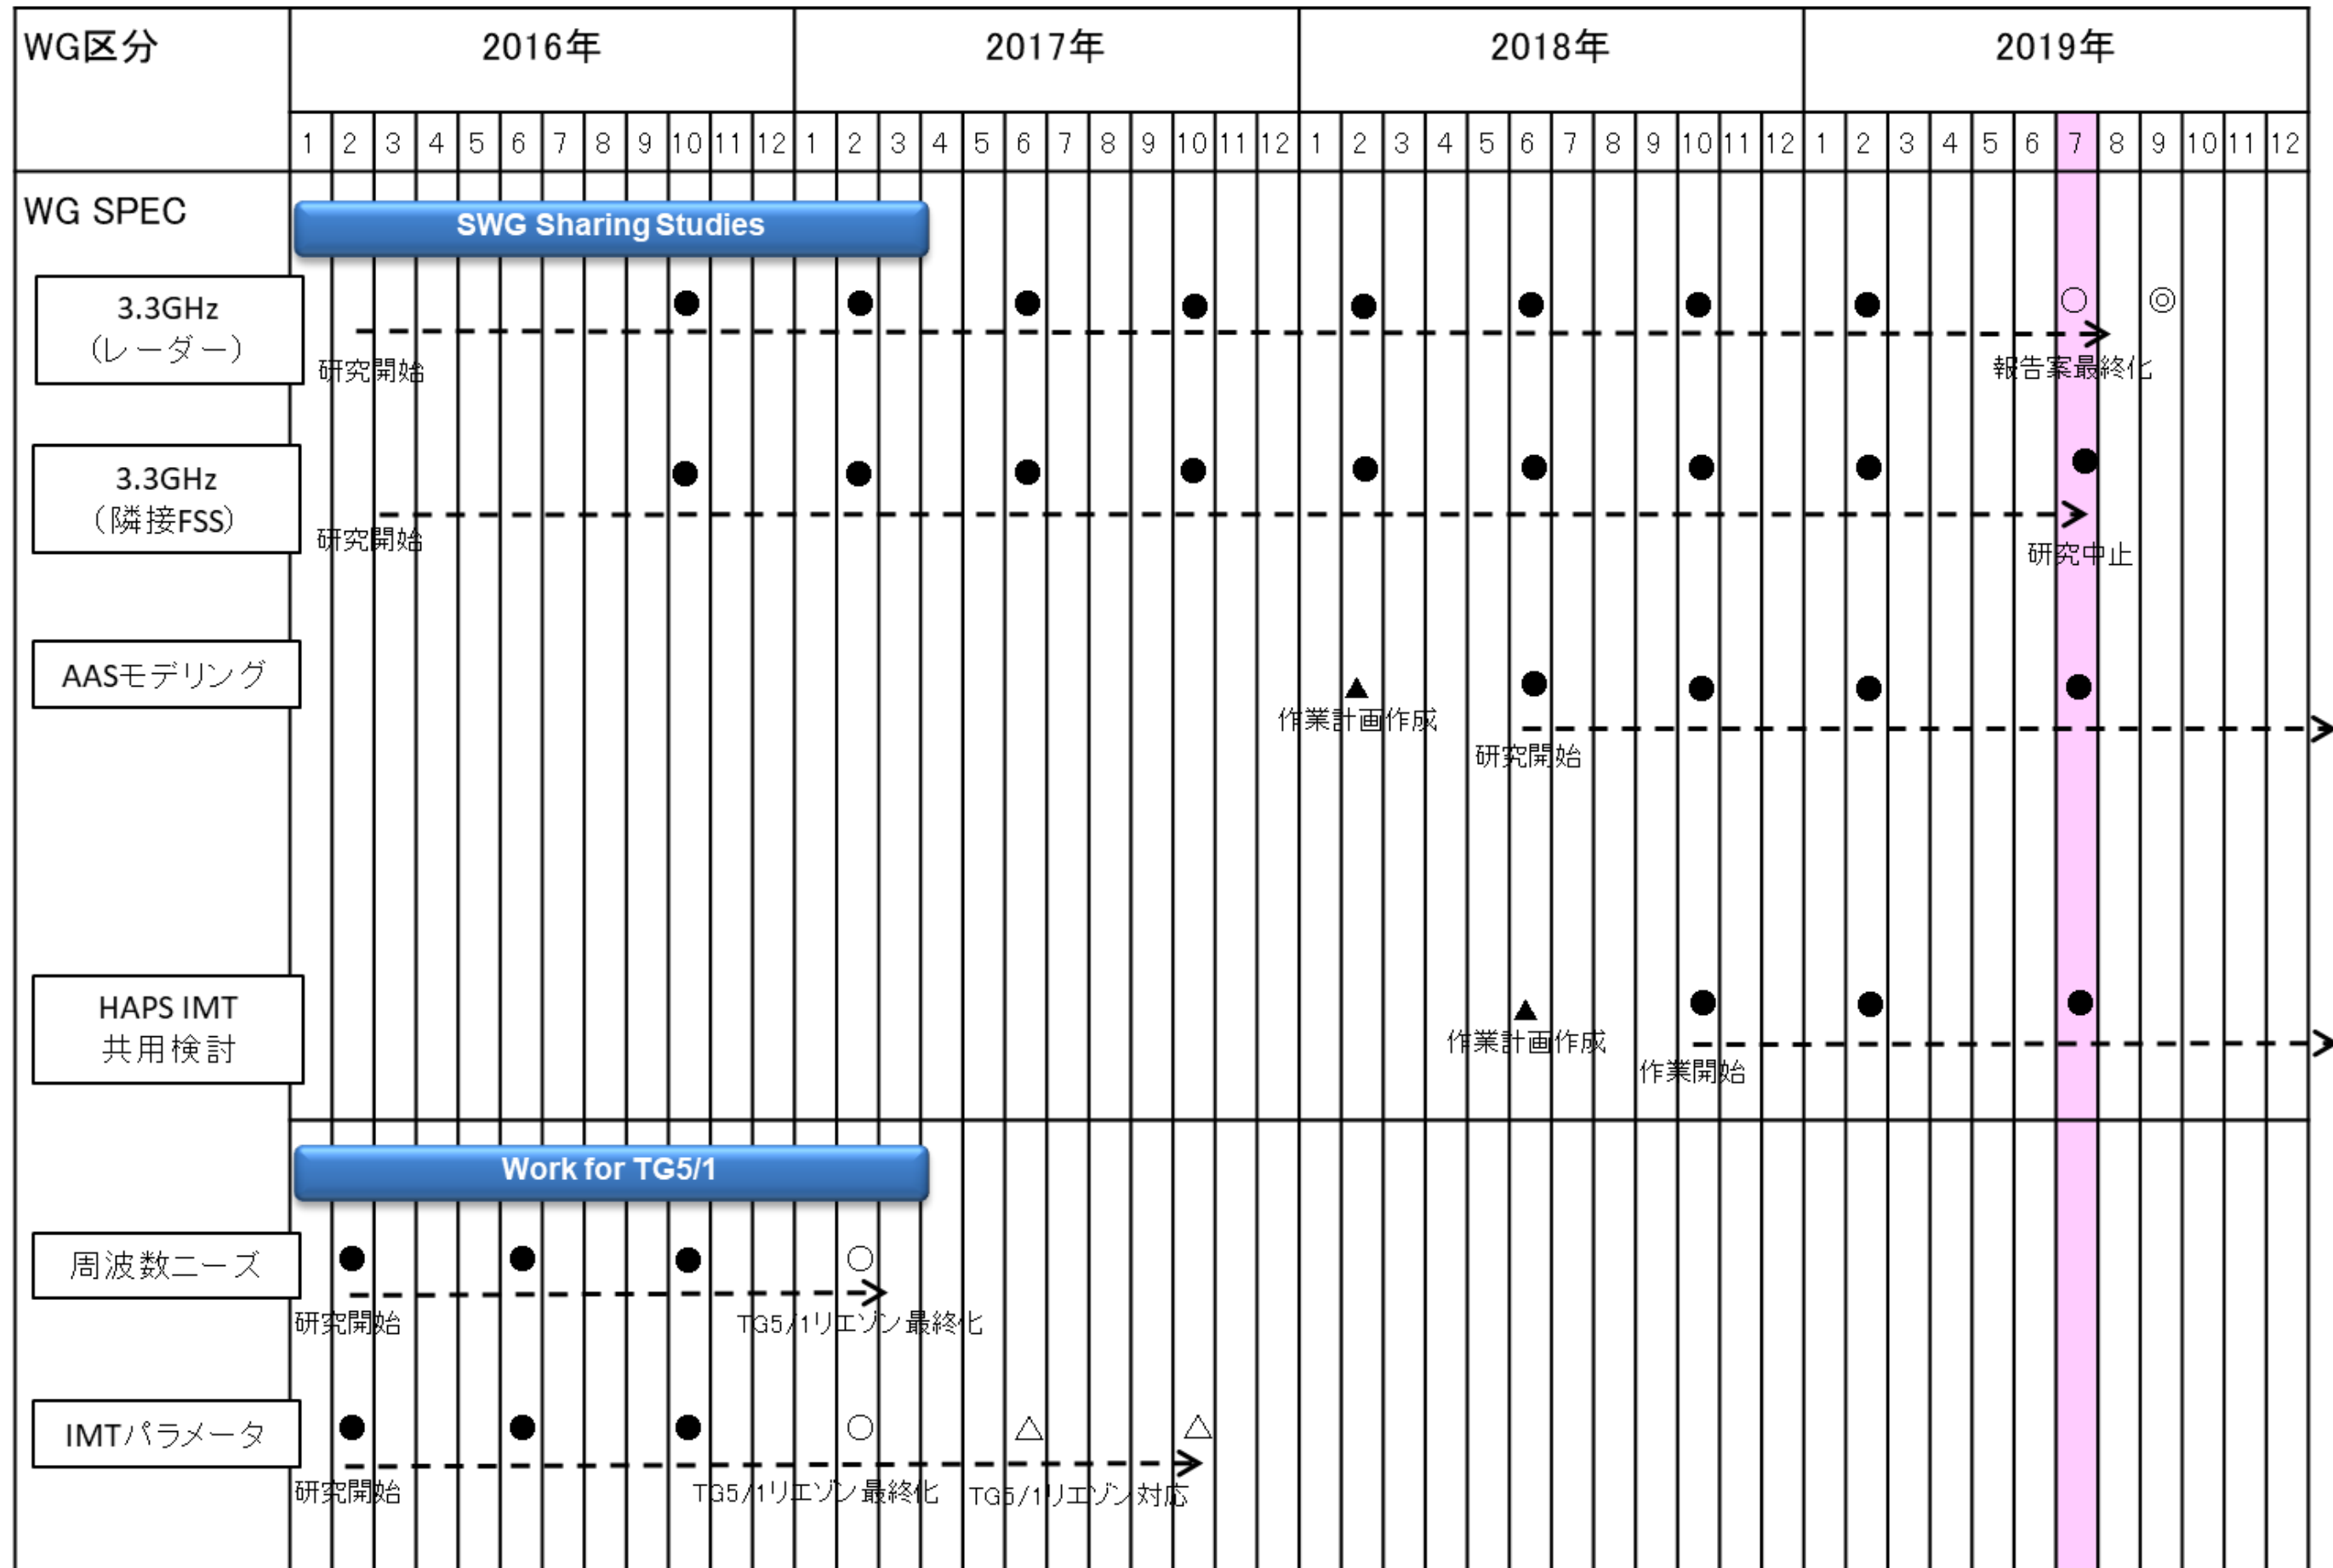 WG区分 2016年 2017年 2018年 2019年
1 2 3 4 5 6 7 8 9 10 11 12 1 2 3 4 5 6 7 8 9 10 11 12 1 2 3 4 5 6 7 8 9 10 11 12 1 2 3 4 5 6 7 8 9 10 11 12
WG SPEC
SWG Sharing Studies
3.3GHz
(レーダー)
● ● ● ● ● ● ● ● ○ ◎
研究開始 報告案最終化
3.3GHz
(隣接FSS)
● ● ● ● ● ● ● ● ●
研究開始 研究中止
AASモデリング
▲ ● ● ● ●
作業計画作成
研究開始
HAPS IMT
共用検討
▲ ● ● ●
作業計画作成
作業開始
Work for TG5/1
周波数ニーズ
● ● ● ○
研究開始 TG5/1リエゾン最終化
IMTパラメータ
● ● ● ○ △ △
研究開始 TG5/1リエゾン最終化 TG5/1リエゾン対応